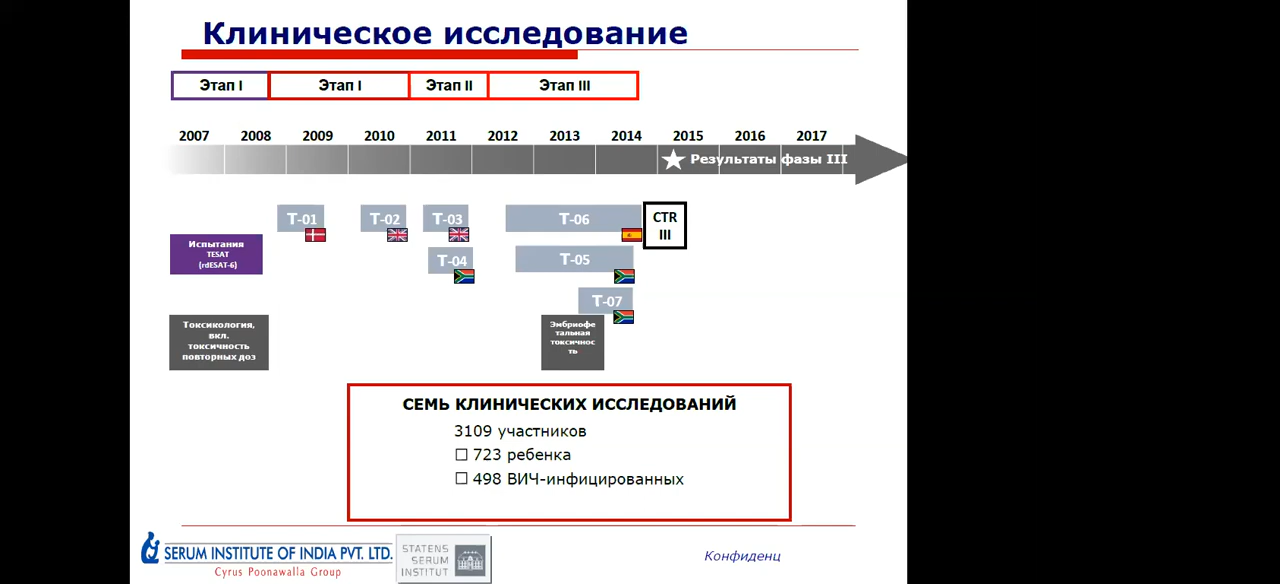 Клиническое исследование
Этап I
Этап I
Этап II
Этап III
2007 2008 2009 2010 2011 2012 2013 2014 2015 2016 2017
Результаты фазы III
T-01
T-02
T-03
T-06
CTR
III
Испытания
TESAT
(rdESAT-6)
T-04
T-05
T-07
Токсикология,
вкл.
токсичность
повторных доз
Эмбриофе
тальная
токсичнос
ть
СЕМЬ КЛИНИЧЕСКИХ ИССЛЕДОВАНИЙ
3109 участников
☐ 723 ребенка
☐ 498 ВИЧ-инфицированных
SERUM INSTITUTE OF INDIA PVT. LTD.
Cyrus Poonawalla Group
STATENS
SERUM
INSTITUT
Конфиденц